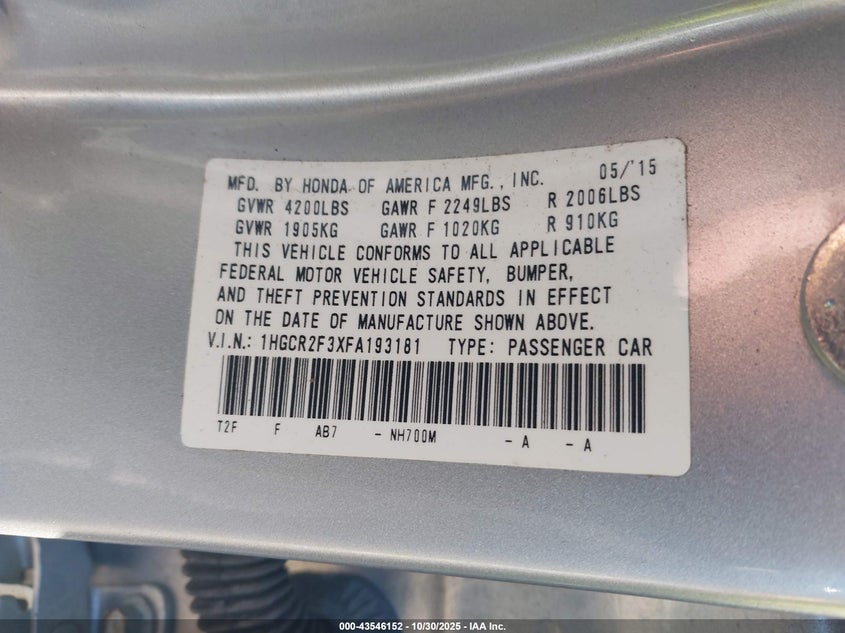 MFD. BY HONDA OF AMERICA MFG., INC. 05/'15
GVWR 4200LBS GAWR F 2249LBS R 2006LBS
GVWR 1905KG GAWR F 1020KG R 910KG
THIS VEHICLE CONFORMS TO ALL APPLICABLE
FEDERAL MOTOR VEHICLE SAFETY, BUMPER,
AND THEFT PREVENTION STANDARDS IN EFFECT
ON THE DATE OF MANUFACTURE SHOWN ABOVE.
V.I.N.: 1HGCR2F3XFA193181 TYPE: PASSENGER CAR
T2F F AB7 - NH700M - A - A
000-43546152 - 10/30/2025 - IAA Inc.